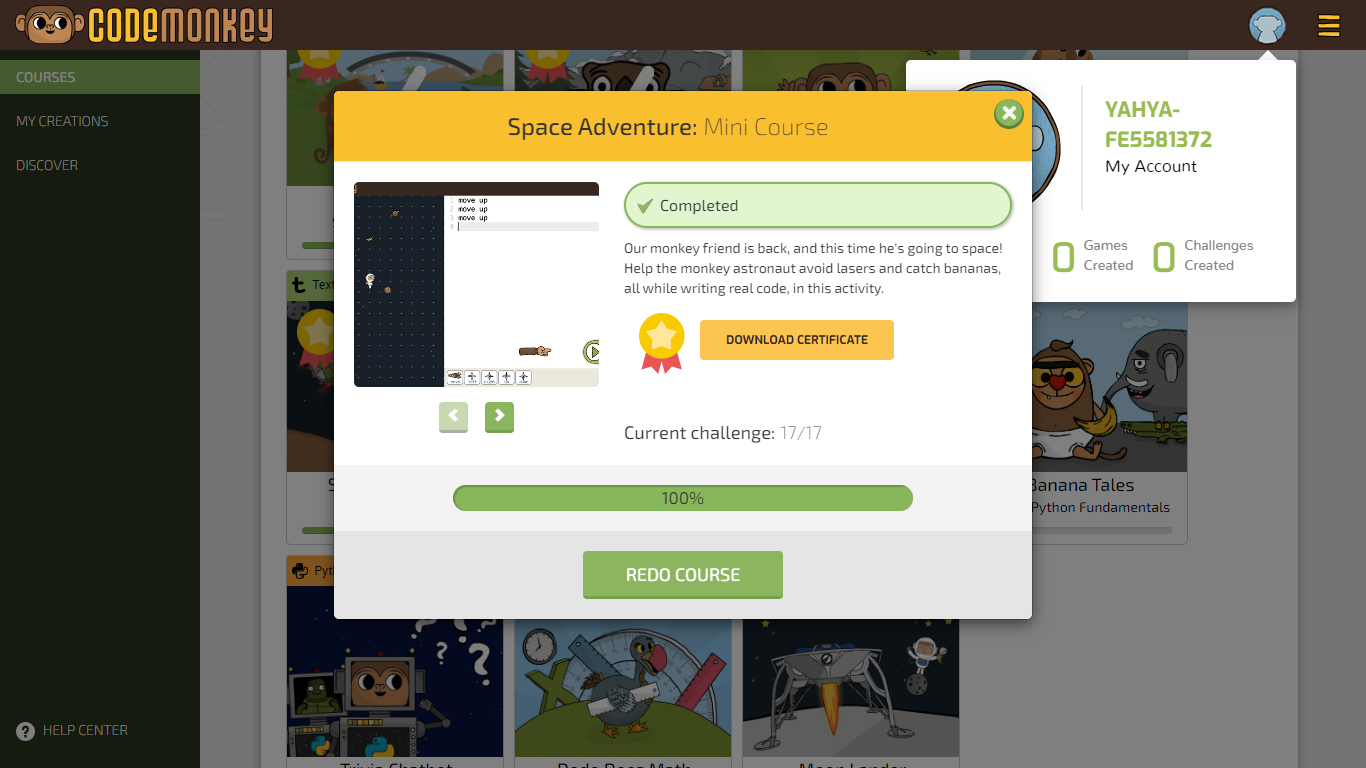 CODEMONKEY
COURSES
MY CREATIONS
DISCOVER
HELP CENTER
YAHYA-
FE5581372
My Account
0 Games
Created
0 Challenges
Created
Space Adventure: Mini Course
1 move up
2 move up
3 move up
4
Completed
Our monkey friend is back, and this time he's going to space!
Help the monkey astronaut avoid lasers and catch bananas,
all while writing real code, in this activity.
DOWNLOAD CERTIFICATE
Current challenge: 17/17
100%
REDO COURSE
Banana Tales
Python Fundamentals